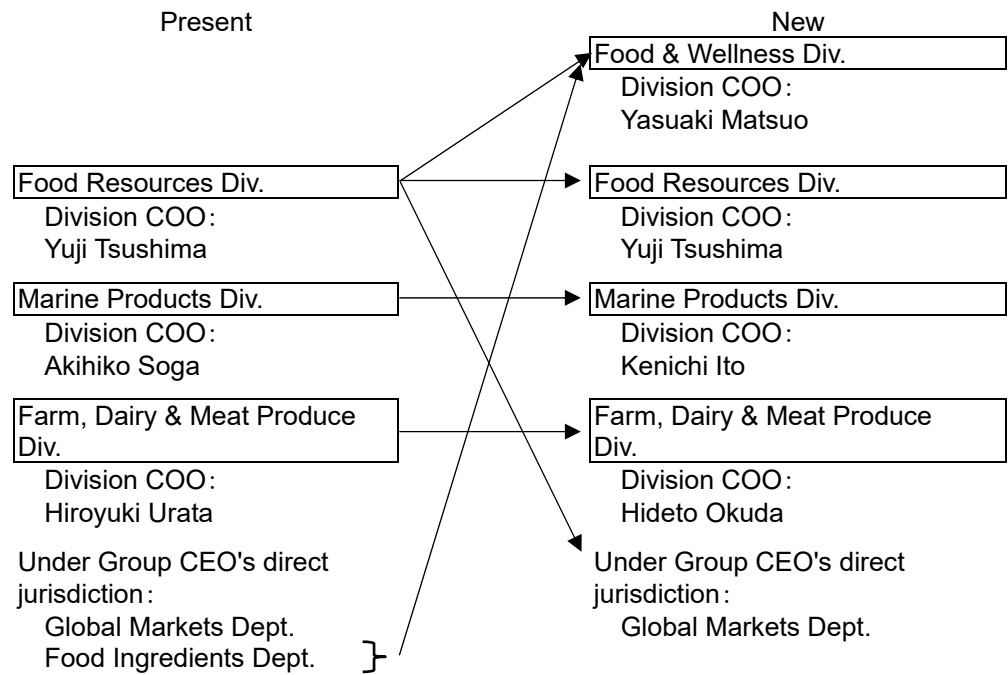 Present
New
Food & Wellness Div.
Division COO：
Yasuaki Matsuo
Food Resources Div.
Division COO：
Yuji Tsushima
Food Resources Div.
Division COO：
Yuji Tsushima
Marine Products Div.
Division COO：
Akihiko Soga
Marine Products Div.
Division COO：
Kenichi Ito
Farm, Dairy & Meat Produce
Div.
Division COO：
Hiroyuki Urata
Farm, Dairy & Meat Produce
Div.
Division COO：
Hideto Okuda
Under Group CEO's direct
jurisdiction：
Global Markets Dept.
Food Ingredients Dept.
Under Group CEO's direct
jurisdiction：
Global Markets Dept.